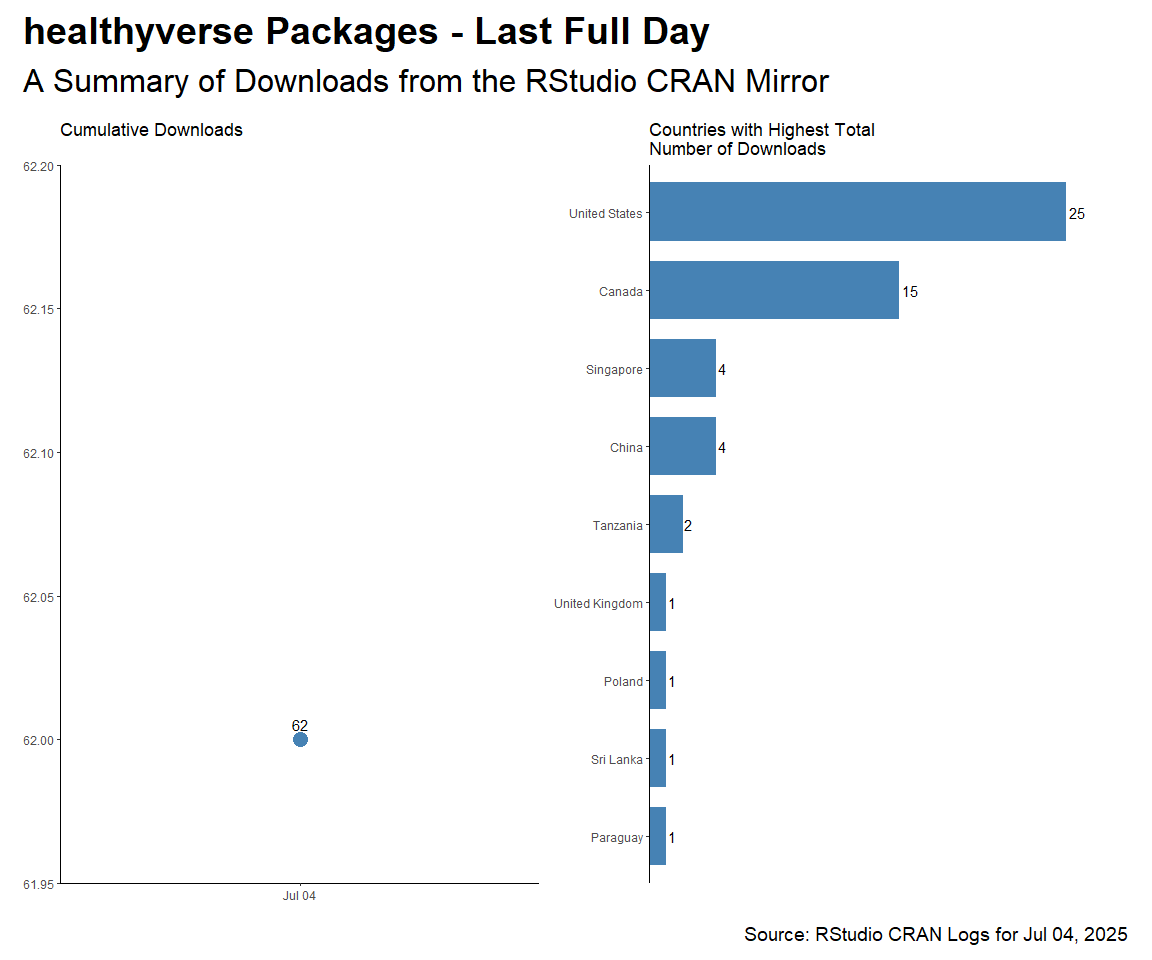 healthyverse Packages - Last Full Day
A Summary of Downloads from the RStudio CRAN Mirror
Cumulative Downloads
62.20
62.15
62.10
62.05
62.00
61.95
62
Jul 04
Countries with Highest Total
Number of Downloads
United States 25
Canada 15
Singapore 4
China 4
Tanzania 2
United Kingdom 1
Poland 1
Sri Lanka 1
Paraguay 1
Source: RStudio CRAN Logs for Jul 04, 2025